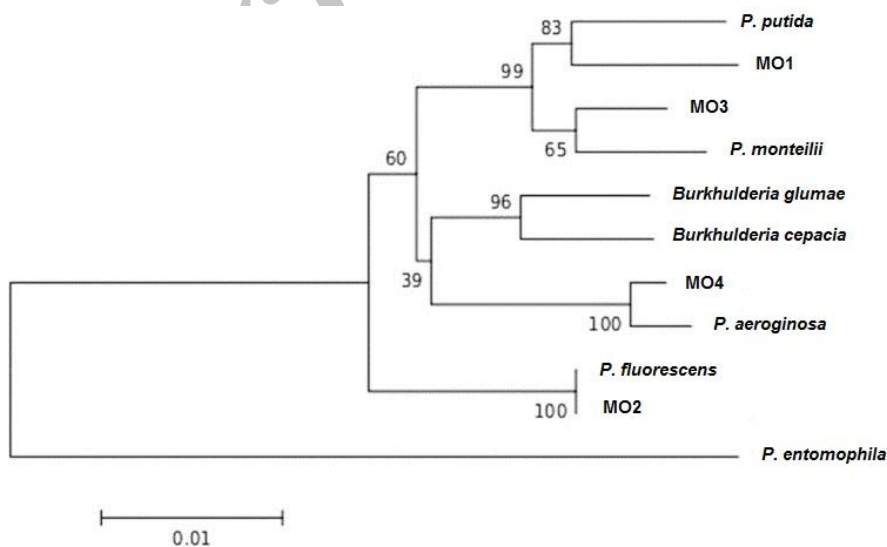 83
P. putida
MO1
99
MO3
65
P. monteilii
60
Burkhulderia glumae
96
Burkhulderia cepacia
39
MO4
100
P. aeroginosa
P. fluorescens
100
MO2
P. entomophila
0.01